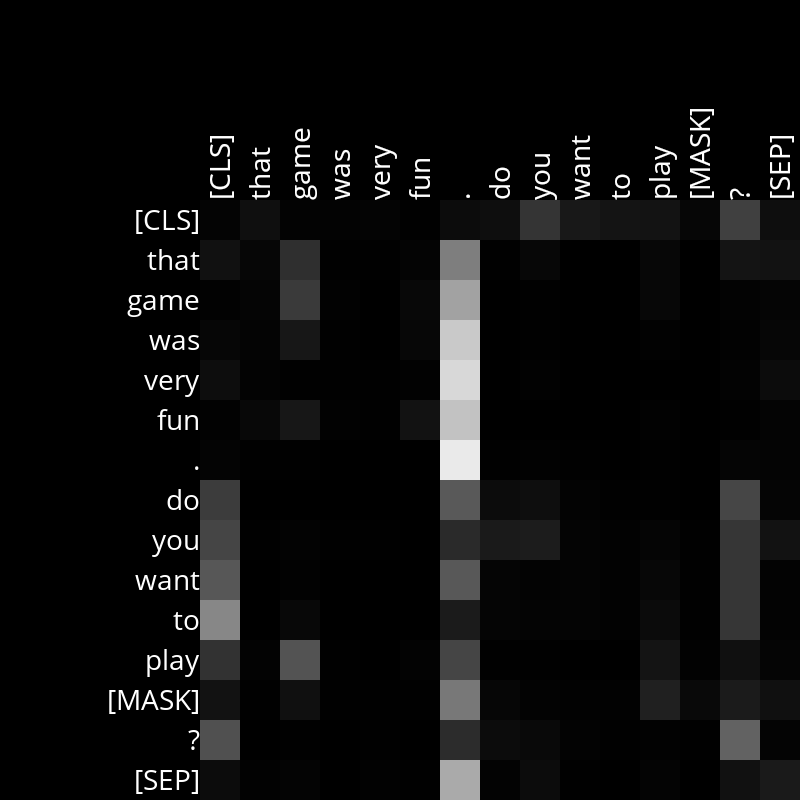 [CLS] that game was very fun . do you want to play [MASK] ? [SEP]
[CLS]
that
game
was
very
fun
.
do
you
want
to
play
[MASK]
?
[SEP]